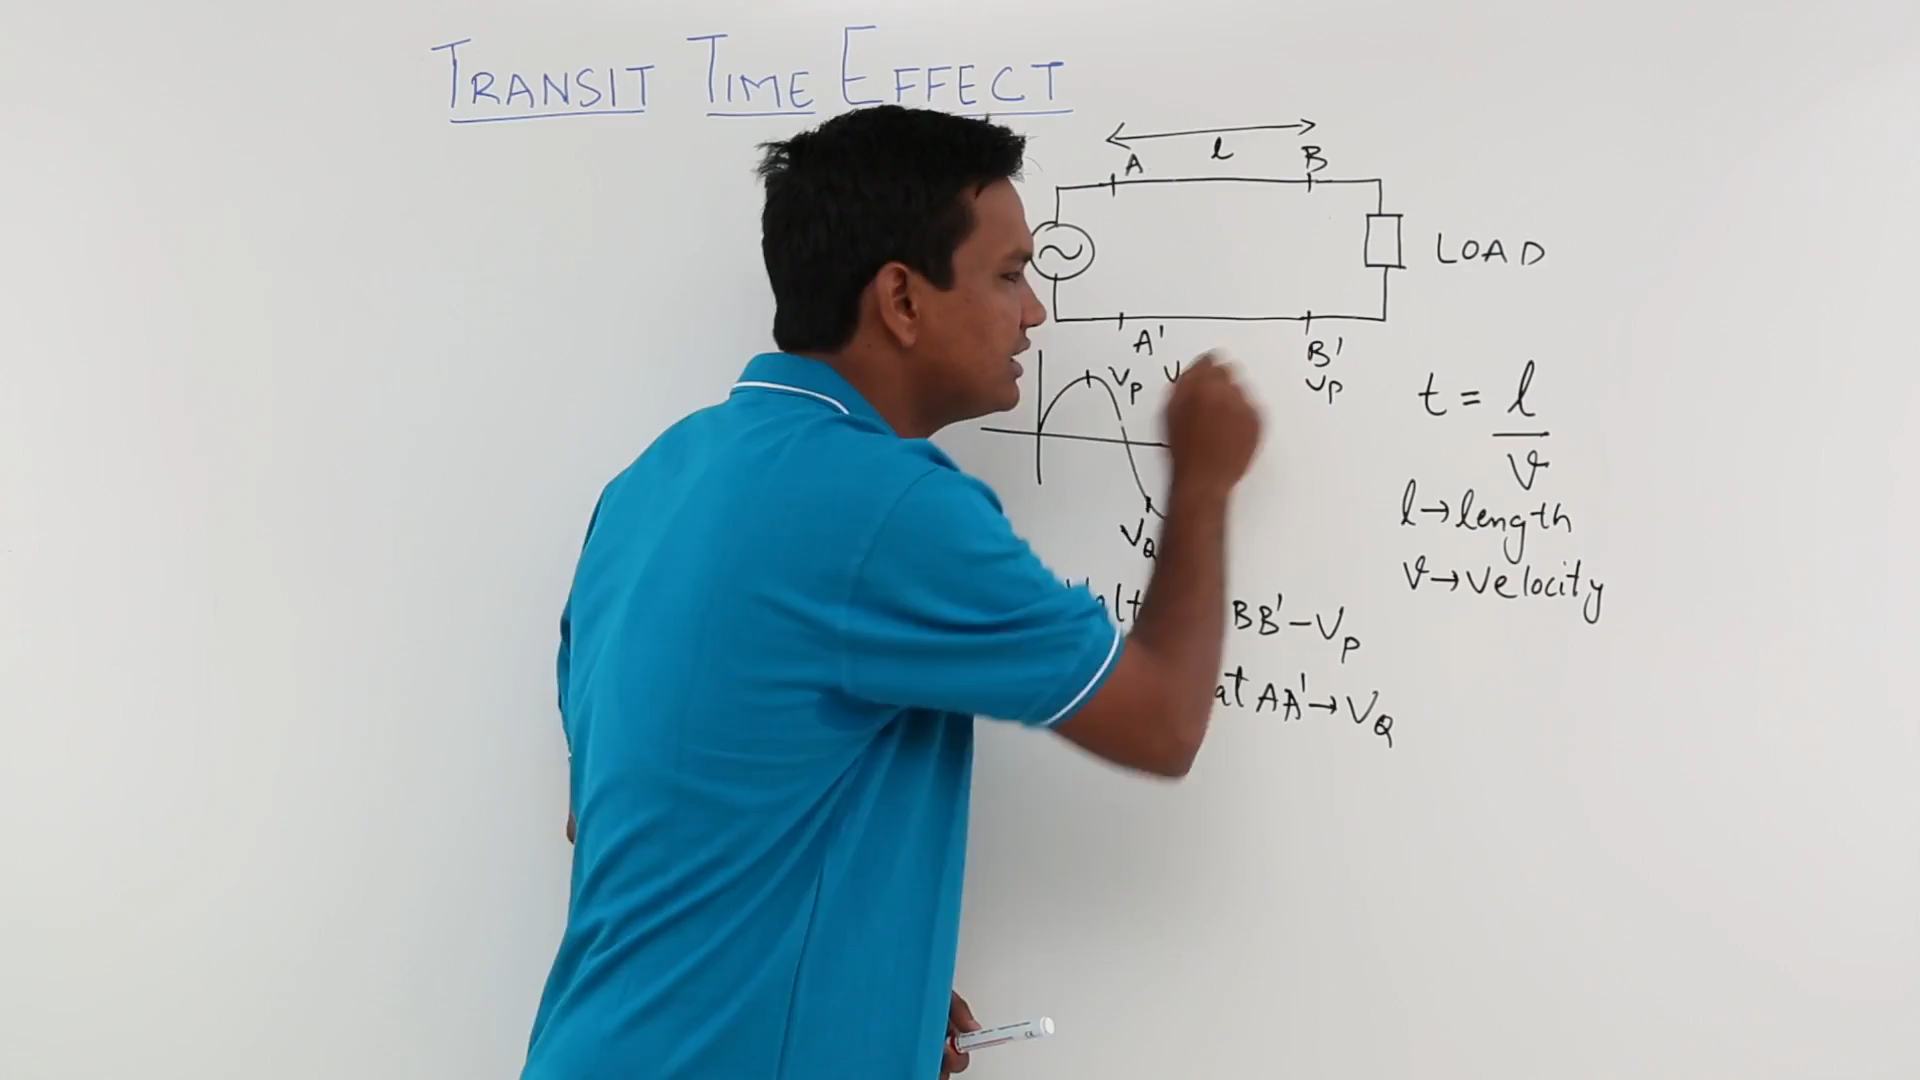 TRANSIT TIME EFFECT
l
A B
LOAD
A' B'
Vp Vp
t = l
v
l→length
VQ
v→velocity
BB'–Vp
at AA'→VQ